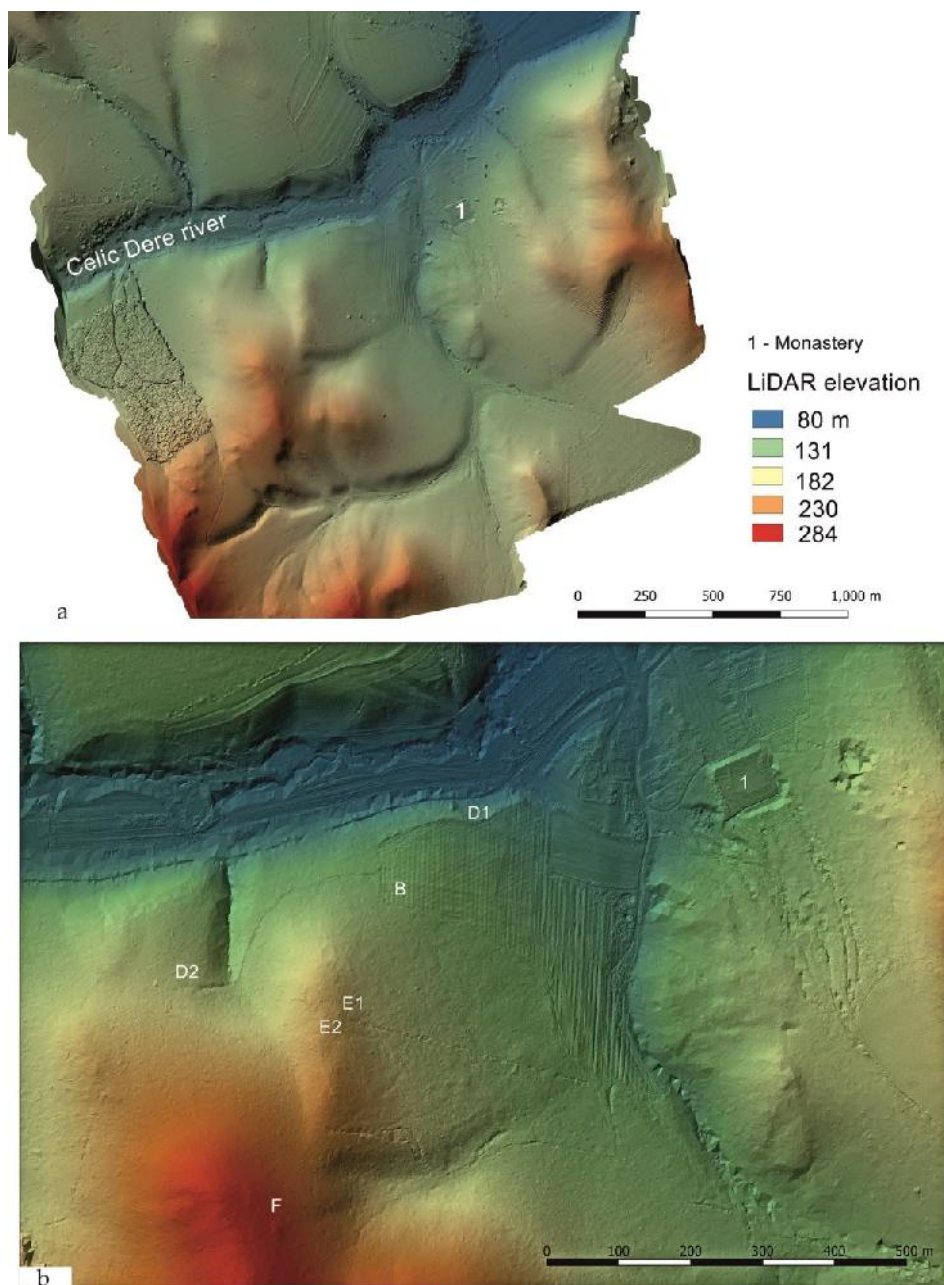 1
Celic Dere river
1 - Monastery
LiDAR elevation
80 m
131
182
230
284
0 250 500 750 1,000 m
a
1
D1
B
D2
E1
E2
F
0 100 200 300 400 500 m
b